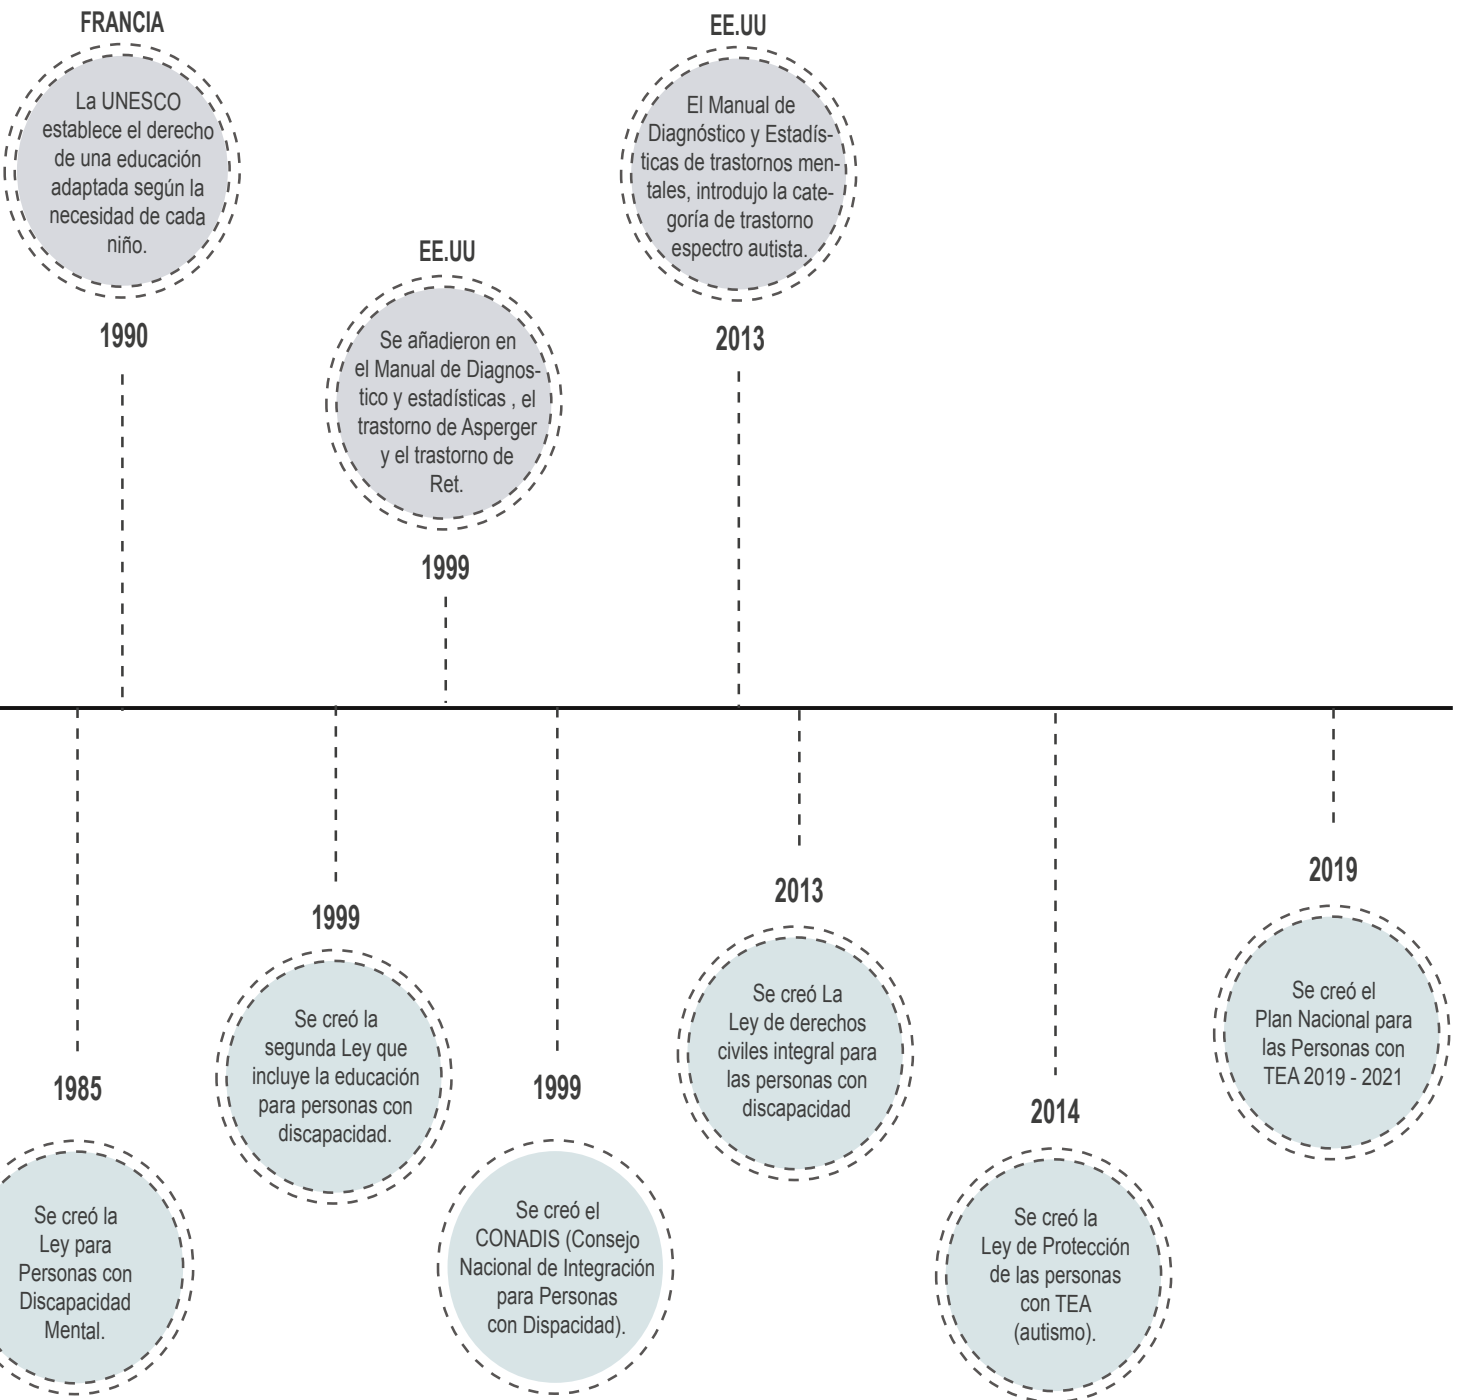 FRANCIA
La UNESCO
establece el derecho
de una educación
adaptada según la
necesidad de cada
niño.
1990
EE.UU
Se añadieron en
el Manual de Diagnos-
tico y estadísticas , el
trastorno de Asperger
y el trastorno de
Ret.
1999
EE.UU
El Manual de
Diagnóstico y Estadís-
ticas de trastornos men-
tales, introdujo la cate-
goría de trastorno
espectro autista.
2013
1985
Se creó la
Ley para
Personas con
Discapacidad
Mental.
1999
Se creó la
segunda Ley que
incluye la educación
para personas con
discapacidad.
1999
Se creó el
CONADIS (Consejo
Nacional de Integración
para Personas
con Dispacidad).
2013
Se creó La
Ley de derechos
civiles integral para
las personas con
discapacidad
2014
Se creó la
Ley de Protección
de las personas
con TEA
(autismo).
2019
Se creó el
Plan Nacional para
las Personas con
TEA 2019 - 2021